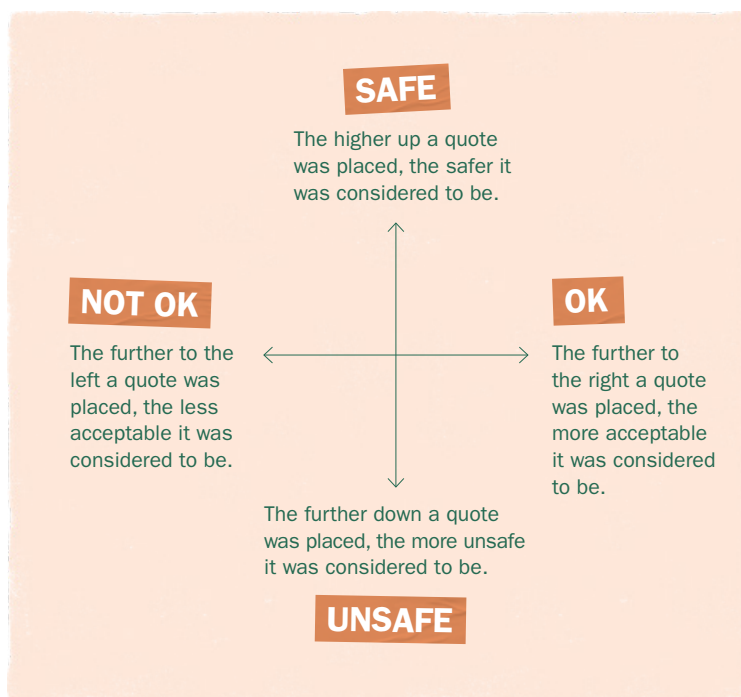 SAFE
The higher up a quote
was placed, the safer it
was considered to be.
NOT OK
The further to the
left a quote was
placed, the less
acceptable it was
considered to be.
OK
The further to
the right a quote
was placed, the
more acceptable
it was considered
to be.
The further down a quote
was placed, the more unsafe
it was considered to be.
UNSAFE